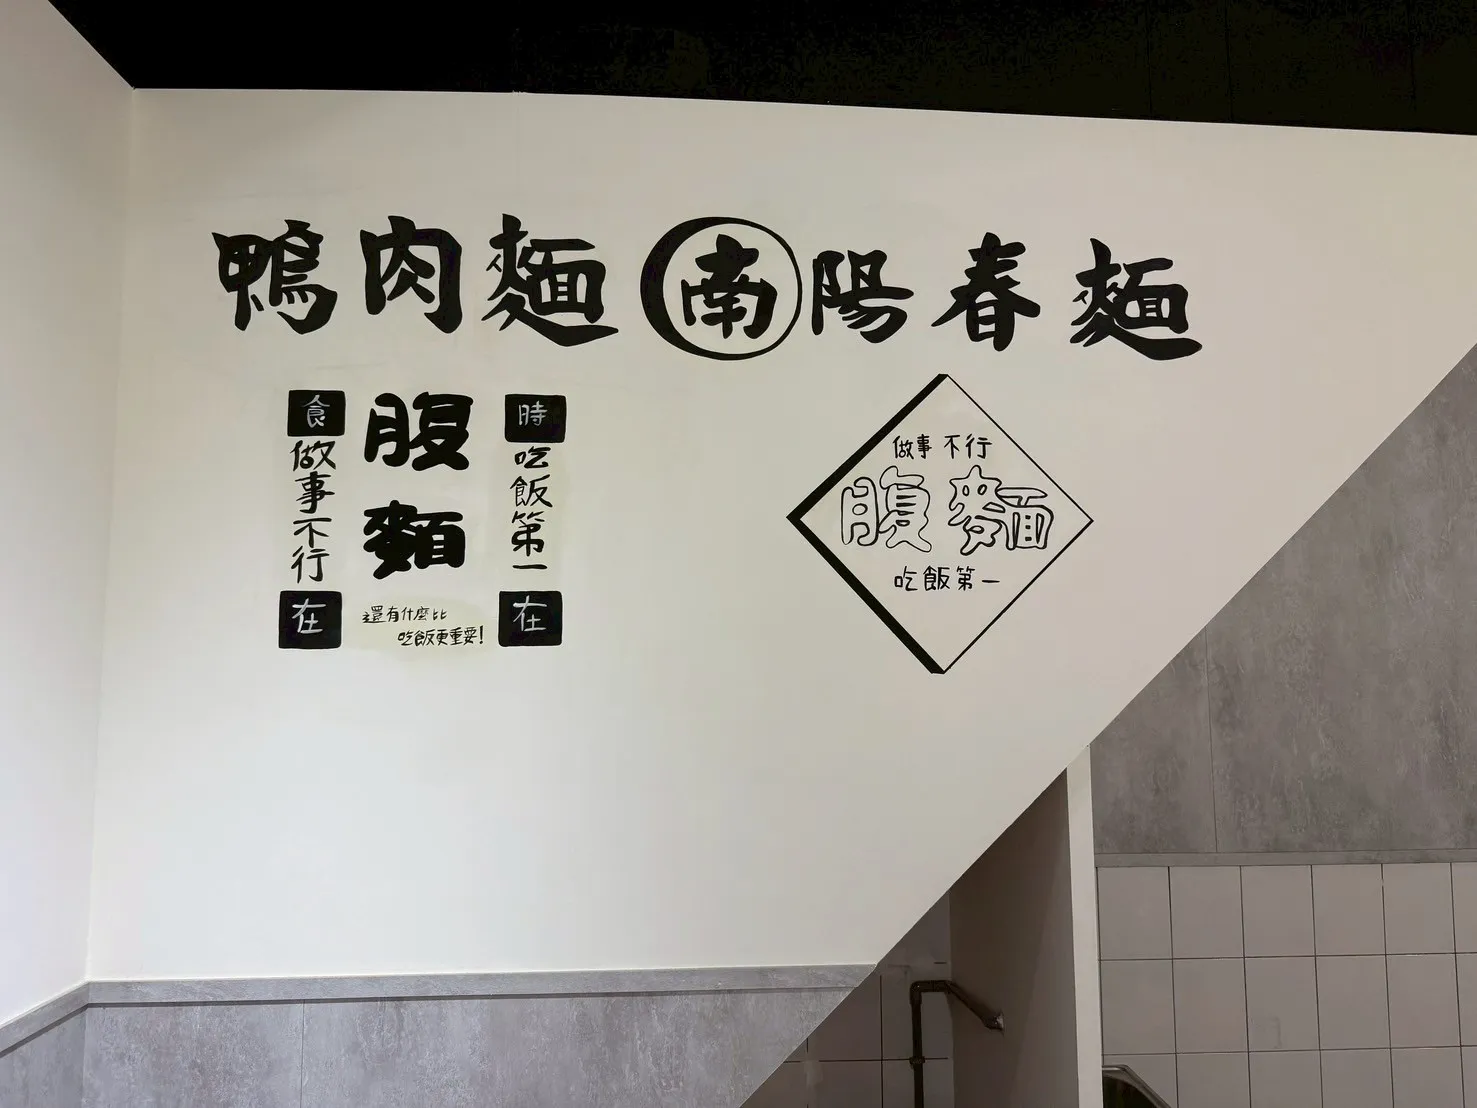 鴨肉麵 南 陽春麵
時在
吃飯第一
腹麵
食在
做事不行
還有什麼比
吃飯更重要!
做事 不行
腹麵
吃飯第一